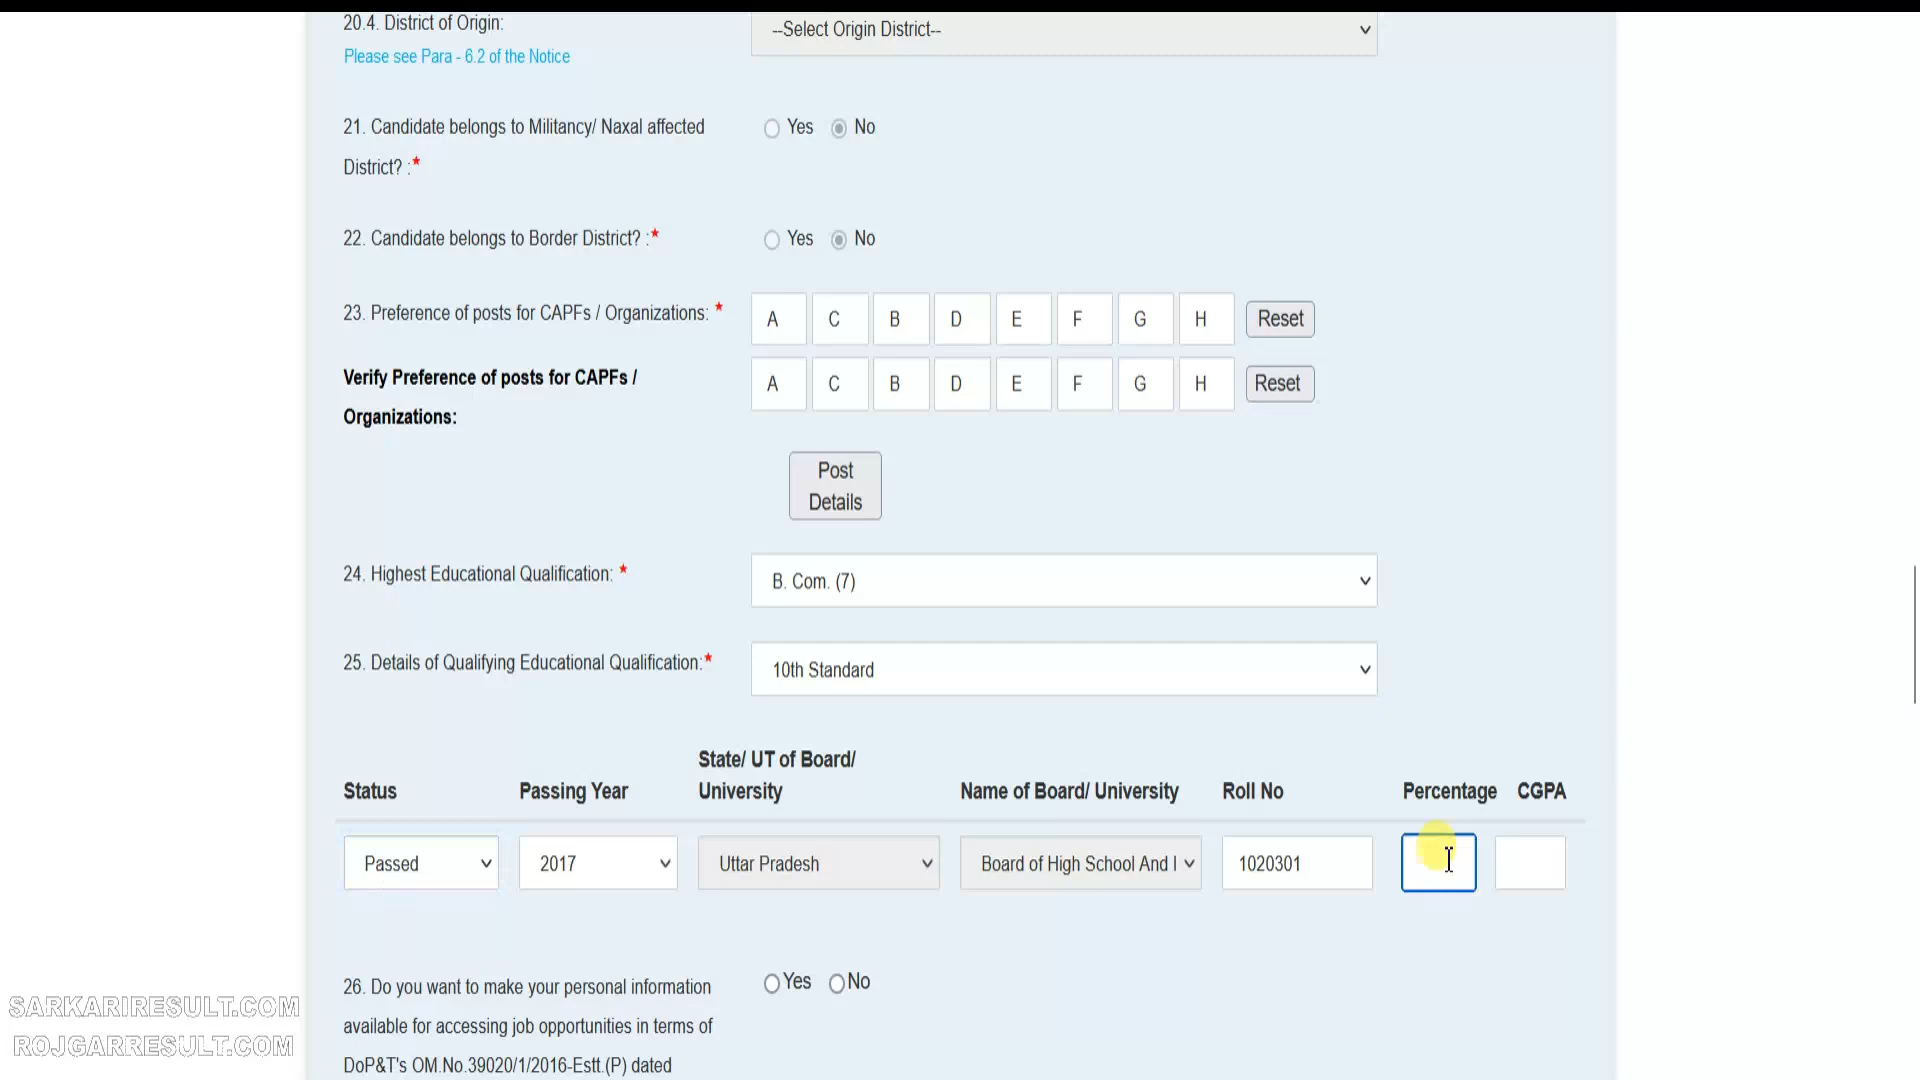 20.4. District of Origin:
--Select Origin District--
Please see Para - 6.2 of the Notice
21. Candidate belongs to Militancy/ Naxal affected
District? :*
Yes No
22. Candidate belongs to Border District? :*
Yes No
23. Preference of posts for CAPFs / Organizations: *
A C B D E F G H Reset
Verify Preference of posts for CAPFs /
Organizations:
A C B D E F G H Reset
Post
Details
24. Highest Educational Qualification: *
B. Com. (7)
25. Details of Qualifying Educational Qualification:*
10th Standard
State/ UT of Board/
Status Passing Year University Name of Board/ University Roll No Percentage CGPA
Passed 2017 Uttar Pradesh Board of High School And I 1020301
26. Do you want to make your personal information
available for accessing job opportunities in terms of
DoP&T's OM.No.39020/1/2016-Estt.(P) dated
Yes No
SARKARIRESULT.COM
ROJGARRESULT.COM